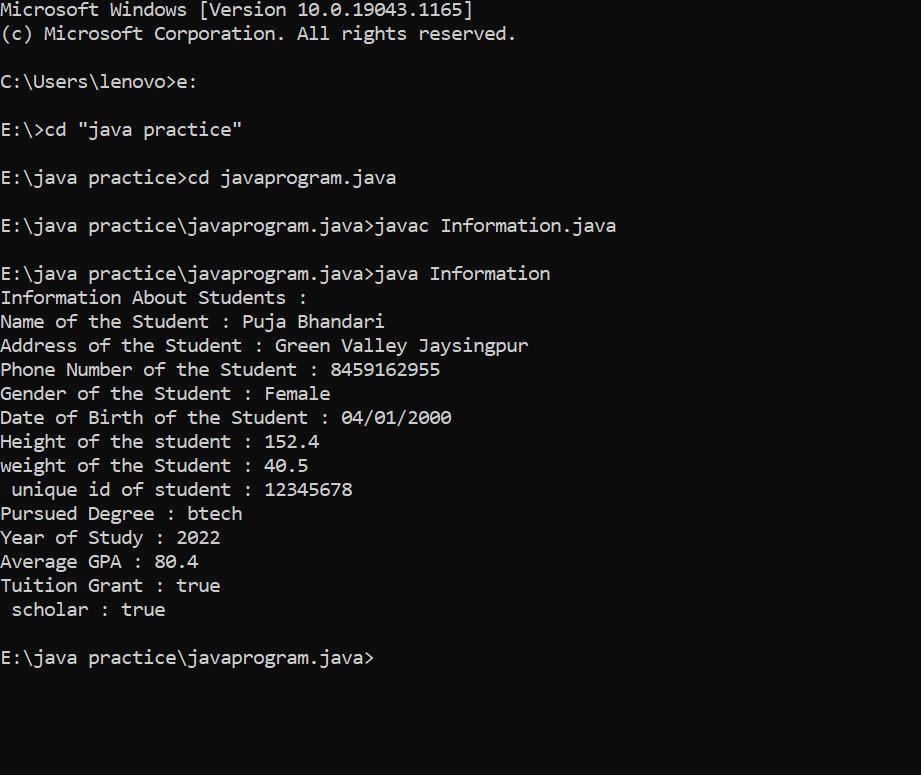 Microsoft Windows [Version 10.0.19043.1165]
(c) Microsoft Corporation. All rights reserved.
C:\Users\lenovo>e:
E:\>cd "java practice"
E:\java practice>cd javaprogram.java
E:\java practice\javaprogram.java>javac Information.java
E:\java practice\javaprogram.java>java Information
Information About Students :
Name of the Student : Puja Bhandari
Address of the Student : Green Valley Jaysingpur
Phone Number of the Student : 8459162955
Gender of the Student : Female
Date of Birth of the Student : 04/01/2000
Height of the student : 152.4
weight of the Student : 40.5
 unique id of student : 12345678
Pursued Degree : btech
Year of Study : 2022
Average GPA : 80.4
Tuition Grant : true
 scholar : true
E:\java practice\javaprogram.java>